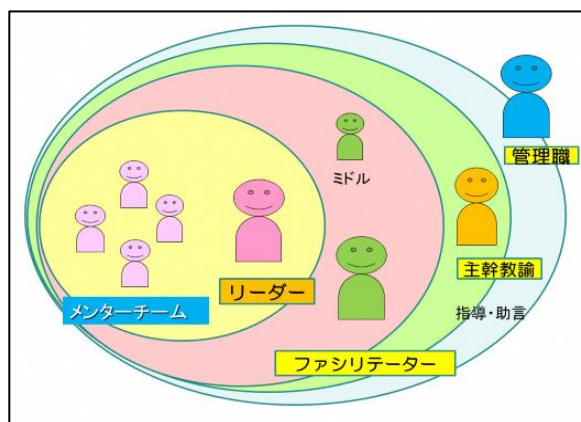 管理職
ミドル
主幹教諭
リーダー
メンターチーム
指導・助言
ファシリテーター